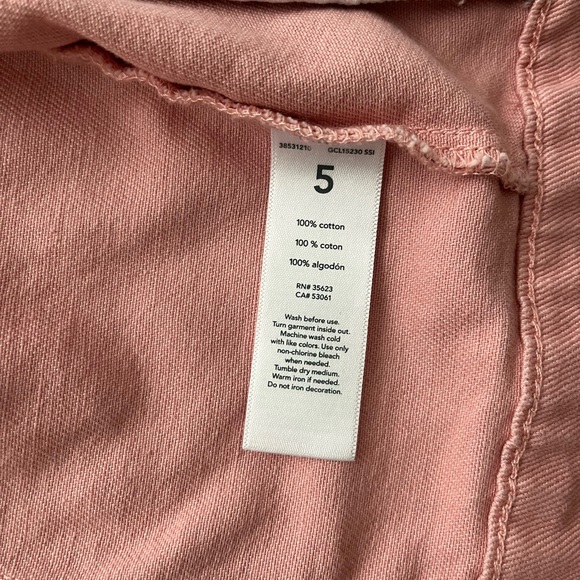 38531210 GCL15230 SSI
5
100% cotton
100 % coton
100% algodón
RN# 35623
CA# 53061
Wash before use.
Turn garment inside out.
Machine wash cold
with like colors. Use only
non-chlorine bleach
when needed.
Tumble dry medium.
Warm iron if needed.
Do not iron decoration.